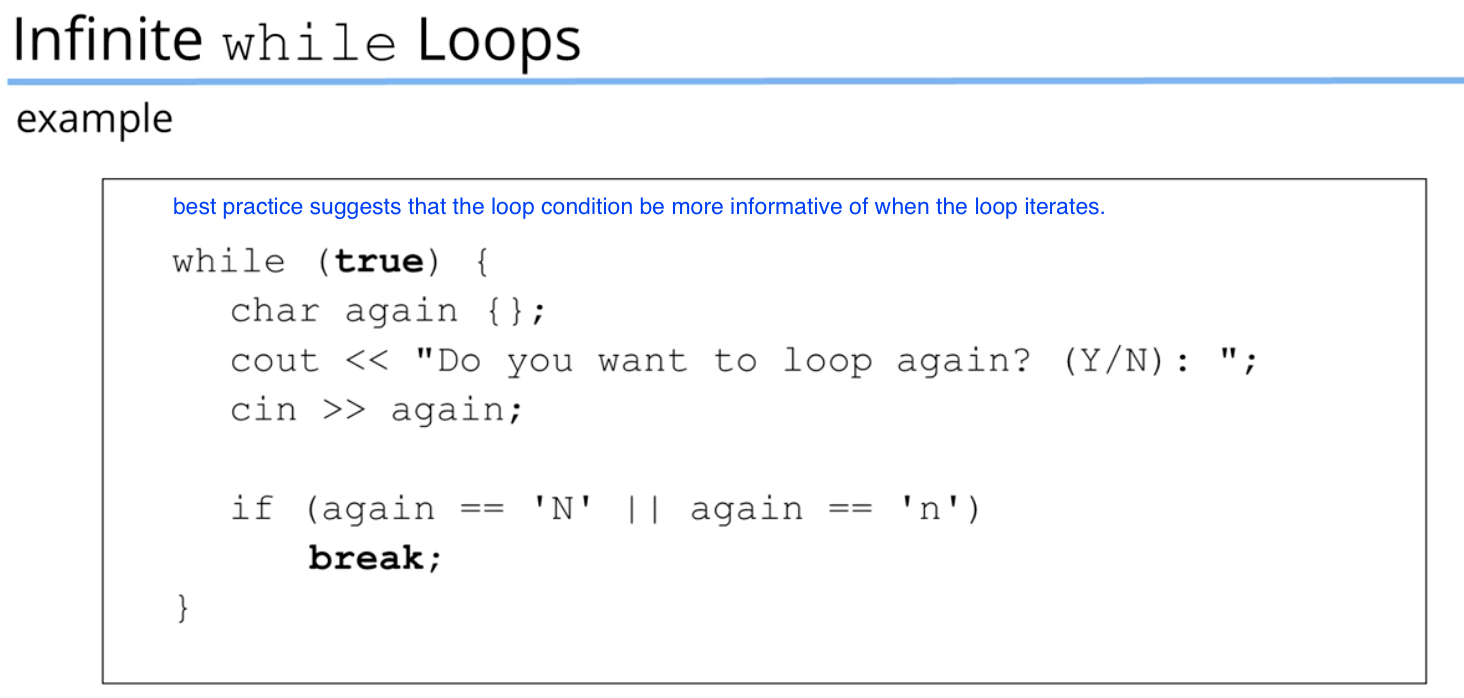 Infinite while Loops
example
best practice suggests that the loop condition be more informative of when the loop iterates.
while (true) {
char again {};
cout << "Do you want to loop again? (Y/N): ";
cin >> again;
if (again == 'N' || again == 'n')
break;
}